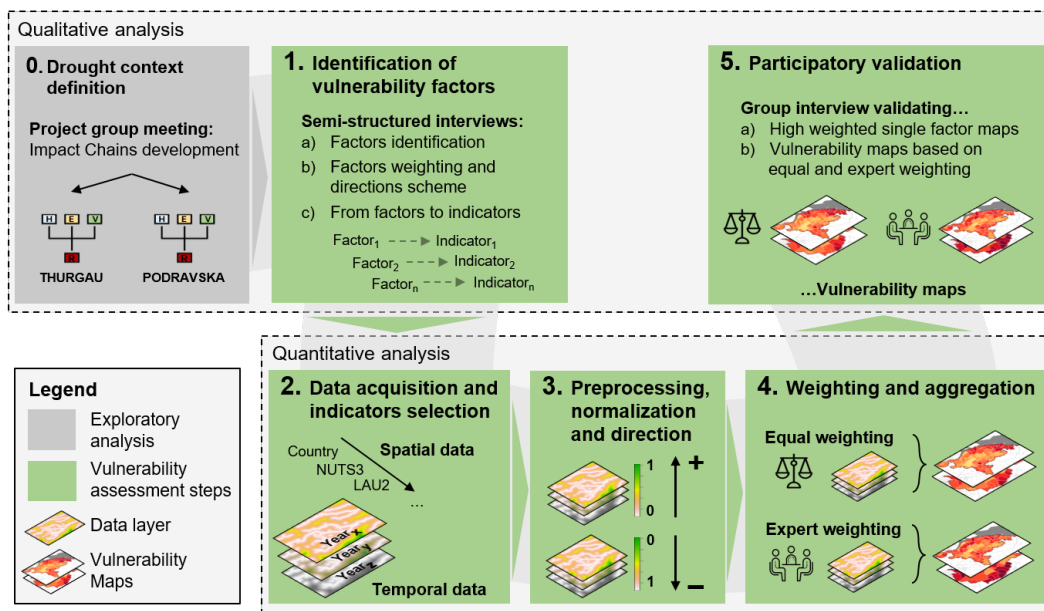 Qualitative analysis
0. Drought context
definition
Project group meeting:
Impact Chains development
H E V
R
THURGAU
H E V
R
PODRAVSKA
1. Identification of
vulnerability factors
Semi-structured interviews:
a) Factors identification
b) Factors weighting and
directions scheme
c) From factors to indicators
Factor1 Indicator1
Factor2 Indicator2
Factorn Indicatorn
5. Participatory validation
Group interview validating…
a) High weighted single factor maps
b) Vulnerability maps based on
equal and expert weighting
…Vulnerability maps
Legend
Exploratory
analysis
Vulnerability
assessment steps
Data layer
Vulnerability
Maps
Quantitative analysis
2. Data acquisition and
indicators selection
Spatial data
Country
NUTS3
LAU2
…
Year x
Year y
Year z
Temporal data
3. Preprocessing,
normalization
and direction
1
0
+
0
1
−
4. Weighting and aggregation
Equal weighting
Expert weighting